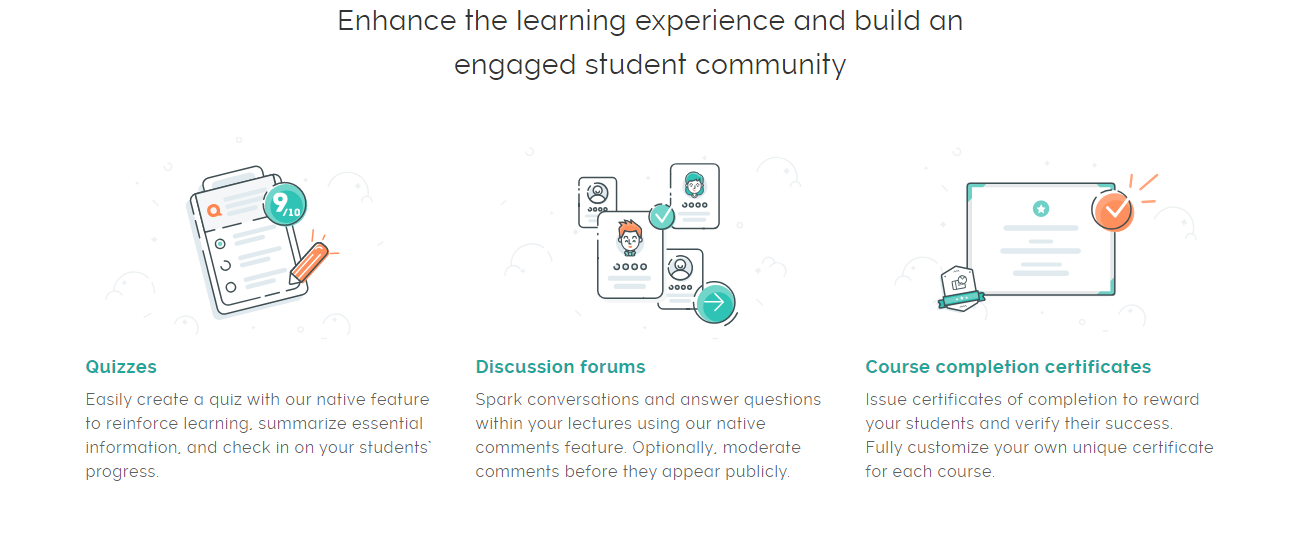 Enhance the learning experience and build an
engaged student community
9/10
Q
Quizzes
Easily create a quiz with our native feature
to reinforce learning, summarize essential
information, and check in on your students`
progress.
Discussion forums
Spark conversations and answer questions
within your lectures using our native
comments feature. Optionally, moderate
comments before they appear publicly.
Course completion certificates
Issue certificates of completion to reward
your students and verify their success.
Fully customize your own unique certificate
for each course.